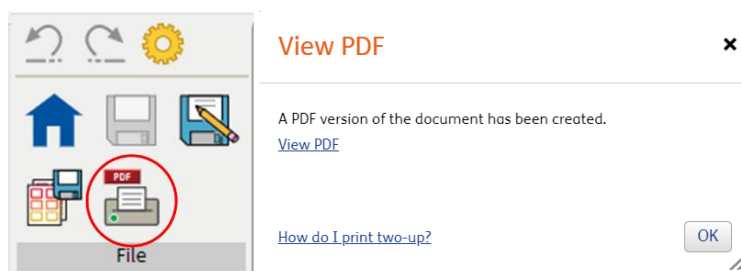 PDF
File
View PDF
A PDF version of the document has been created.
View PDF
How do I print two-up?
OK